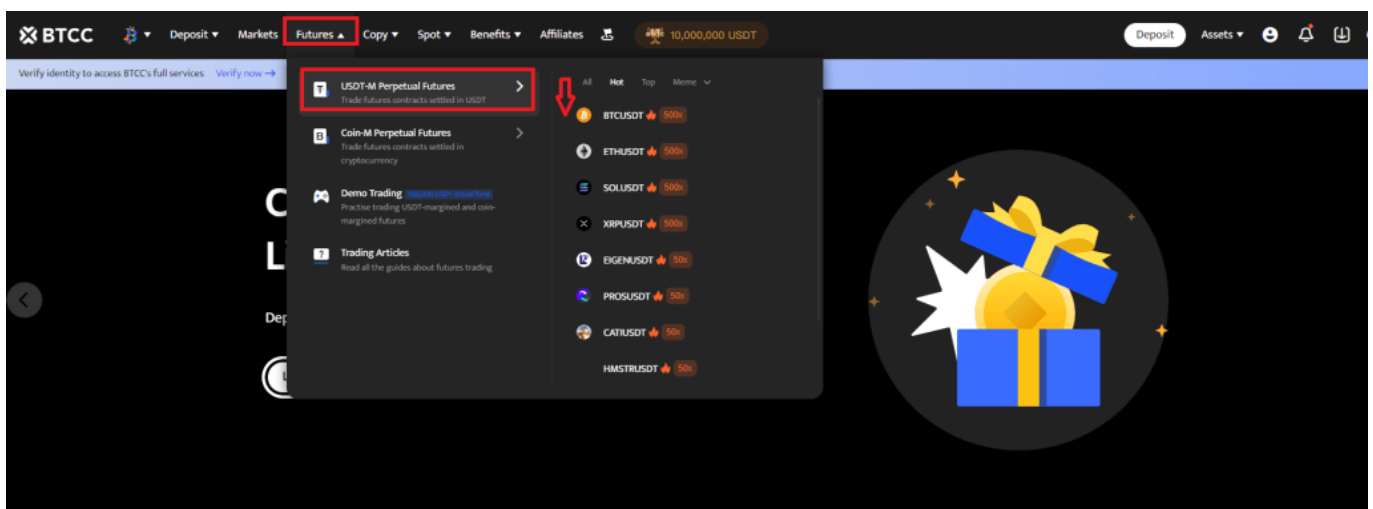 BTCC Deposit Markets Futures Copy Spot Benefits Affiliates 10,000,000 USDT Deposit Assets
Verify identity to access BTCC's full services Verify now →
USDT-M Perpetual Futures
Trade futures contracts settled in USDT
Coin-M Perpetual Futures
Trade futures contracts settled in
cryptocurrency
Demo Trading
Practise trading USDT-margined and coin-
margined futures
Trading Articles
Read all the guides about futures trading
All Hot Top Meme
BTCUSDT 500x
ETHUSDT 500x
SOLUSDT 500x
XRPUSDT 500x
EIGENUSDT 50x
PROSUSDT 50x
CATIUSDT 50x
HMSTRUSDT 50x
C
L
Dep